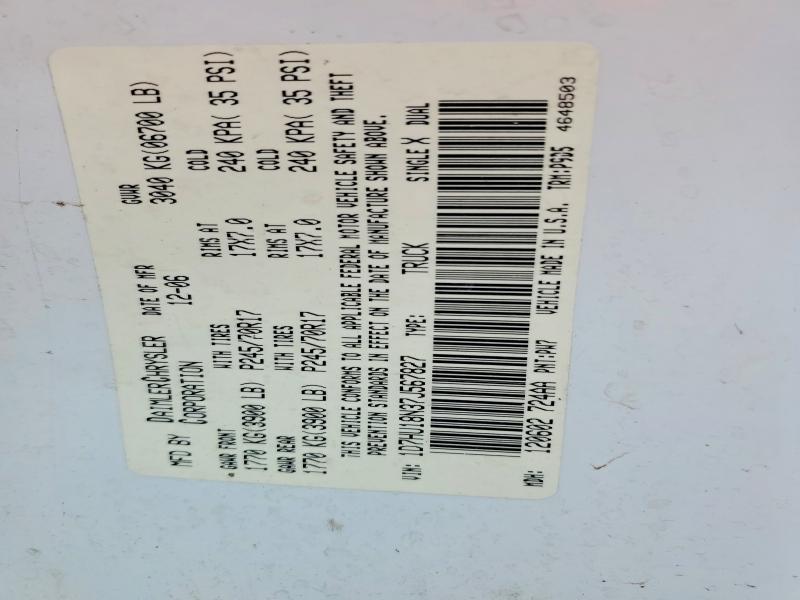 MFD BY DAIMLERCHRYSLER CORPORATION DATE OF MFR 12-06 GVWR 3040 KG(06700 LB)
* GAWR FRONT WITH TIRES RIMS AT COLD
1770 KG(3900 LB) P245/70R17 17X7.0 240 KPA( 35 PSI)
GAWR REAR WITH TIRES RIMS AT COLD
1770 KG(3900 LB) P245/70R17 17X7.0 240 KPA( 35 PSI)
THIS VEHICLE CONFORMS TO ALL APPLICABLE FEDERAL MOTOR VEHICLE SAFETY AND THEFT
PREVENTION STANDARDS IN EFFECT ON THE DATE OF MANUFACTURE SHOWN ABOVE.
VIN: 1D7HU18N37J567827 TYPE: TRUCK SINGLE X DUAL
MDH: 120602 724AA PNT:PW7 VEHICLE MADE IN U.S.A. TRM:P5D5 4648503